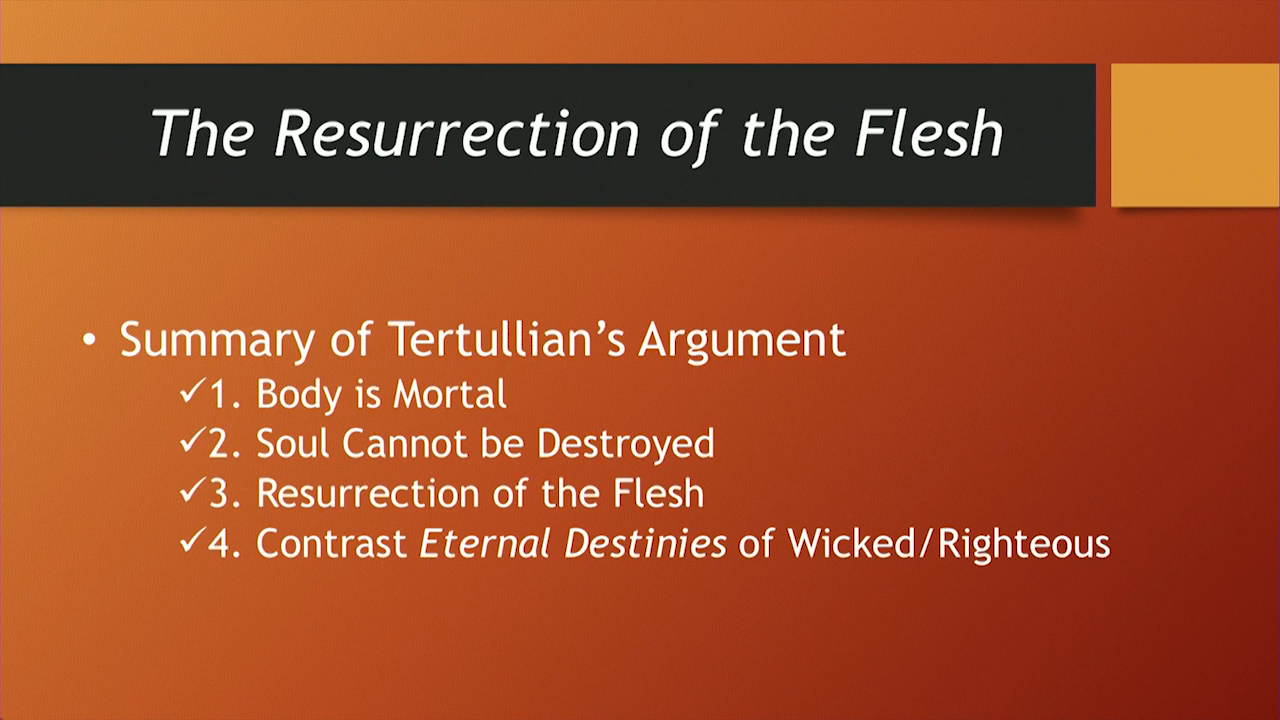 The Resurrection of the Flesh
• Summary of Tertullian’s Argument
✓1. Body is Mortal
✓2. Soul Cannot be Destroyed
✓3. Resurrection of the Flesh
✓4. Contrast Eternal Destinies of Wicked/Righteous